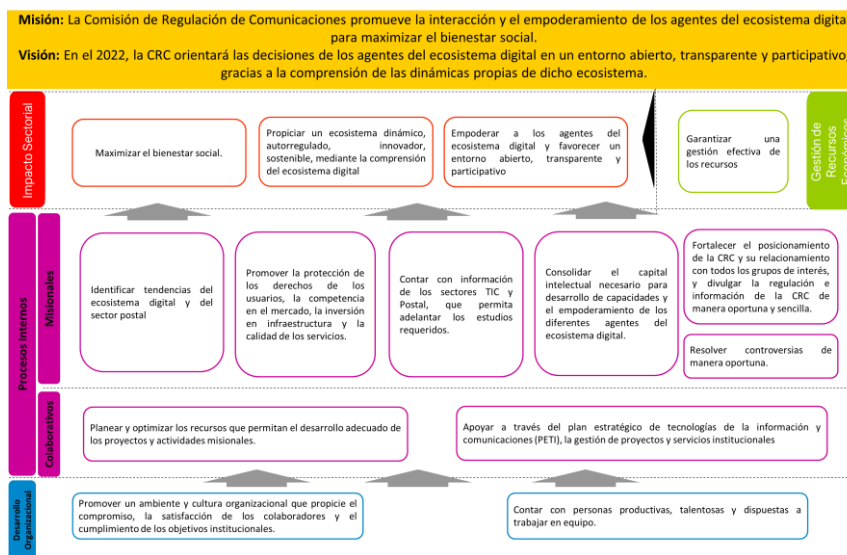 Misión: La Comisión de Regulación de Comunicaciones promueve la interacción y el empoderamiento de los agentes del ecosistema digital
para maximizar el bienestar social.
Visión: En el 2022, la CRC orientará las decisiones de los agentes del ecosistema digital en un entorno abierto, transparente y participativo,
gracias a la comprensión de las dinámicas propias de dicho ecosistema.
Impacto Sectorial
Maximizar el bienestar social.
Propiciar un ecosistema dinámico,
autorregulado, innovador,
sostenible, mediante la comprensión
del ecosistema digital
Empoderar a los agentes del
ecosistema digital y favorecer un
entorno abierto, transparente y
participativo
Garantizar una
gestión efectiva de
los recursos
Gestión de
Recursos
Económicos
Procesos Internos
Misionales
Identificar tendencias del
ecosistema digital y del
sector postal
Promover la protección de
los derechos de los
usuarios, la competencia
en el mercado, la inversión
en infraestructura y la
calidad de los servicios.
Contar con información de
los sectores TIC y
Postal, que permita
adelantar los estudios
requeridos.
Consolidar el capital
intelectual necesario para
desarrollo de capacidades y
el empoderamiento de los
diferentes agentes del
ecosistema digital.
Fortalecer el posicionamiento
de la CRC y su relacionamiento
con todos los grupos de interés,
y divulgar la regulación e
información de la CRC de
manera oportuna y sencilla.
Resolver controversias de
manera oportuna.
Colaborativos
Planear y optimizar los recursos que permitan el desarrollo adecuado de
los proyectos y actividades misionales.
Apoyar a través del plan estratégico de tecnologías de la información y
comunicaciones (PETI), la gestión de proyectos y servicios institucionales
Desarrollo
Organizacional
Promover un ambiente y cultura organizacional que propicie el
compromiso, la satisfacción de los colaboradores y el
cumplimiento de los objetivos institucionales.
Contar con personas productivas, talentosas y dispuestas a
trabajar en equipo.